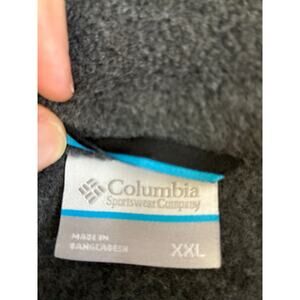 Columbia
Sportswear Company
MADE IN
BANGLADESH
XXL